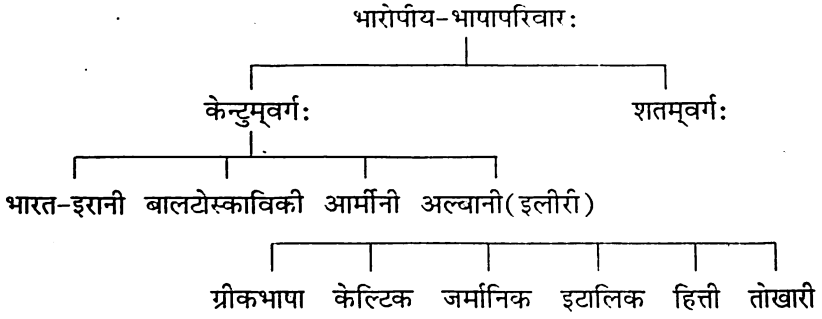 भारोपीय-भाषापरिवारः
केन्टुम्‌वर्गः शतम्‌वर्गः
भारत-इरानी बालटोस्काविकी आर्मीनी अल्वानी(इलीरी)
ग्रीकभाषा केल्टिक जर्मानिक इटालिक हित्ती तोखारी